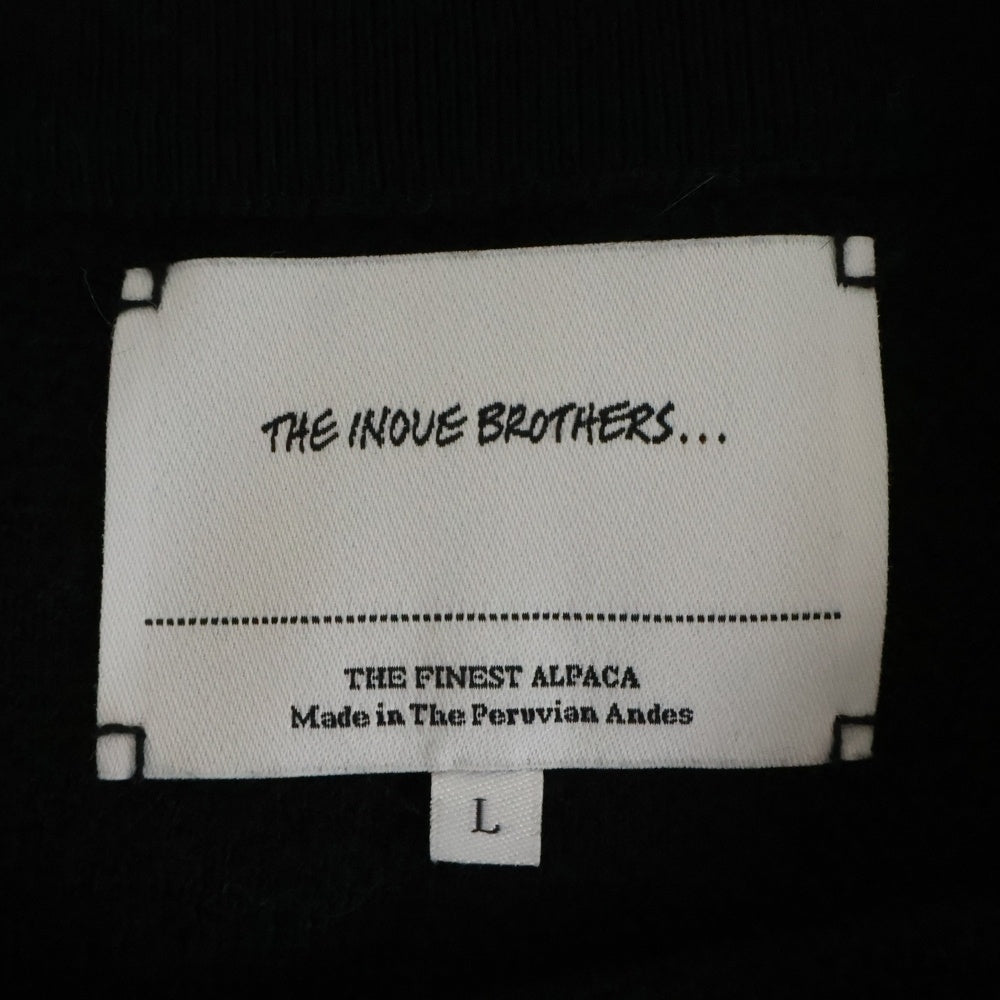 THE INOUE BROTHERS...
THE FINEST ALPACA
Made in The Peruvian Andes
L